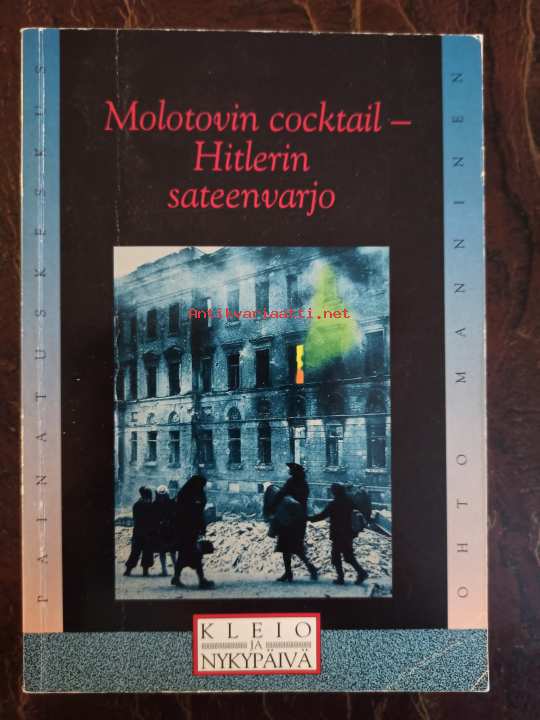 Molotovin cocktail –
Hitlerin
sateenvarjo
PAINATUSKESKUS
OHTO MANNINEN
Antikvariaatti.net
KLEIO
JA
NYKYPÄIVÄ